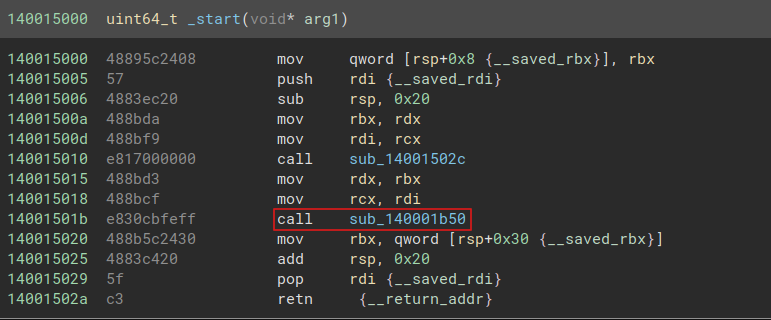 140015000 uint64_t _start(void* arg1)
140015000 48895c2408 mov qword [rsp+0x8 {__saved_rbx}], rbx
140015005 57 push rdi {__saved_rdi}
140015006 4883ec20 sub rsp, 0x20
14001500a 488bda mov rbx, rdx
14001500d 488bf9 mov rdi, rcx
140015010 e817000000 call sub_14001502c
140015015 488bd3 mov rdx, rbx
140015018 488bcf mov rcx, rdi
14001501b e830cbfeff call sub_140001b50
140015020 488b5c2430 mov rbx, qword [rsp+0x30 {__saved_rbx}]
140015025 4883c420 add rsp, 0x20
140015029 5f pop rdi {__saved_rdi}
14001502a c3 retn {__return_addr}